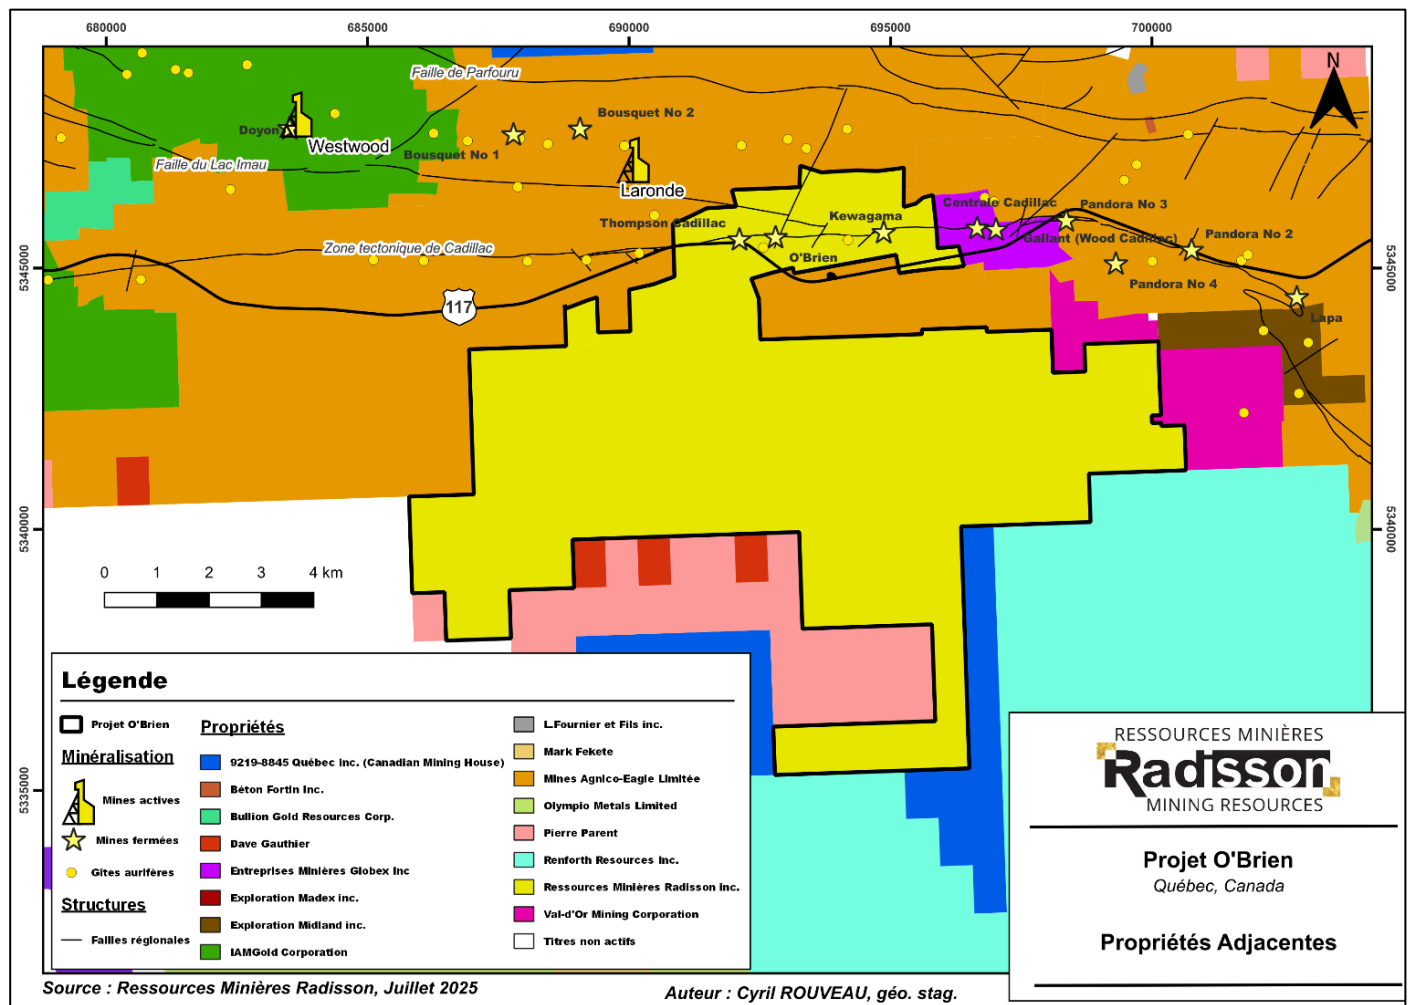 680000
685000
690000
695000
700000
Faille de Parfouru
N
Bousquet No 2
Doyon
Westwood
Bousquet No 1
Faille du Lac Imau
Laronde
Centrale Cadillac
Pandora No 3
Kewagama
Thompson Cadillac
Gallant (Wood Cadillac)
Pandora No 2
Zone tectonique de Cadillac
O'Brien
5345000
5345000
Pandora No 4
117
Lapa
5340000
5340000
0 1 2 3 4 km
5335000
Légende
Projet O'Brien
Minéralisation
Mines actives
Mines fermées
Gîtes aurifères
Structures
Failles régionales
Propriétés
9219-8845 Québec inc. (Canadian Mining House)
Béton Fortin Inc.
Bullion Gold Resources Corp.
Dave Gauthier
Entreprises Minières Globex Inc
Exploration Madex inc.
Exploration Midland inc.
IAMGold Corporation
L.Fournier et Fils inc.
Mark Fekete
Mines Agnico-Eagle Limitée
Olympio Metals Limited
Pierre Parent
Renforth Resources Inc.
Ressources Minières Radisson Inc.
Val-d'Or Mining Corporation
Titres non actifs
RESSOURCES MINIÈRES
Radisson
MINING RESOURCES
Projet O'Brien
Québec, Canada
Propriétés Adjacentes
Source : Ressources Minières Radisson, Juillet 2025
Auteur : Cyril ROUVEAU, géo. stag.